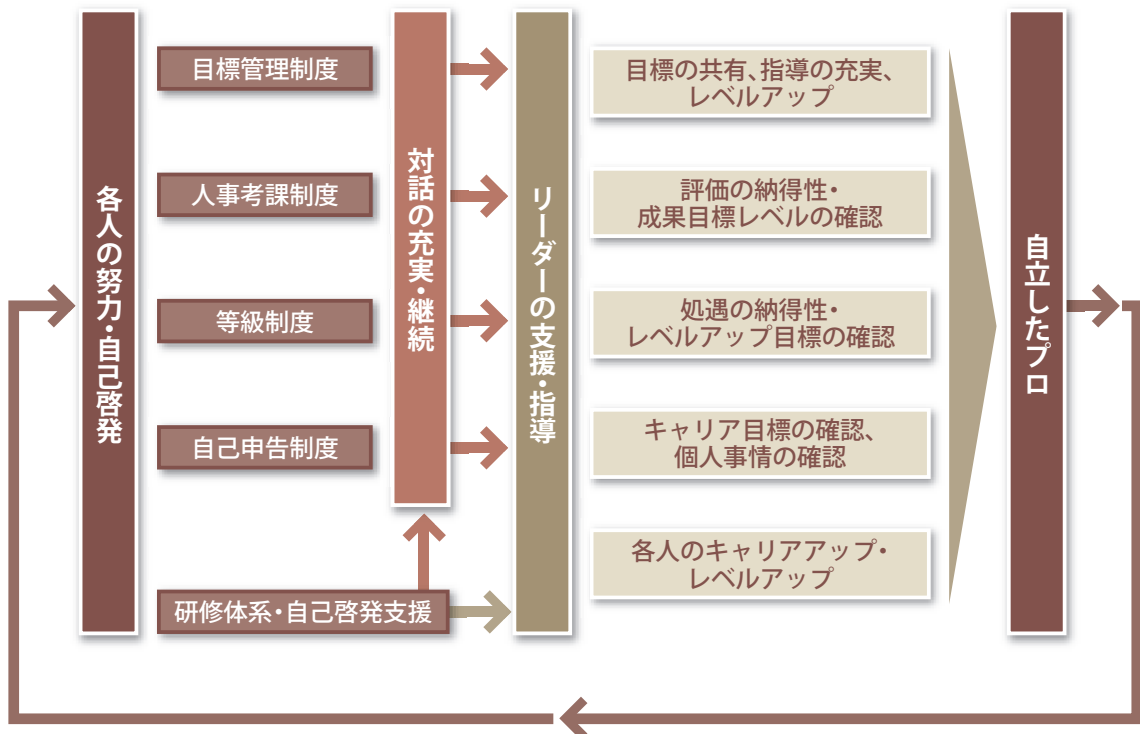 各人の努力・自己啓発
目標管理制度
人事考課制度
等級制度
自己申告制度
研修体系・自己啓発支援
対話の充実・継続
リーダーの支援・指導
目標の共有、指導の充実、
レベルアップ
評価の納得性・
成果目標レベルの確認
処遇の納得性・
レベルアップ目標の確認
キャリア目標の確認、
個人事情の確認
各人のキャリアアップ・
レベルアップ
自立したプロ